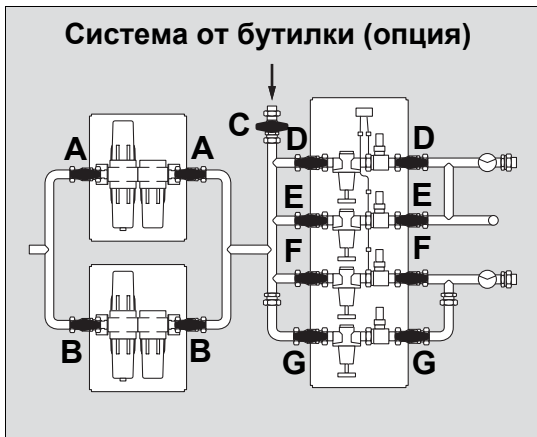 Система от бутилки (опция)
C
A A
D D
E E
F F
B B
G G